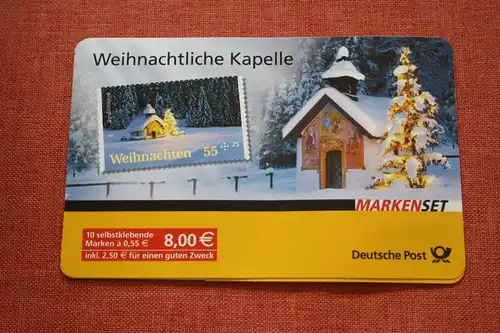 Weihnachtliche Kapelle
Weihnachten 55+25
MARKENSET
10 selbstklebende
Marken à 0,55 €
8,00 €
inkl. 2,50 € für einen guten Zweck
Deutsche Post